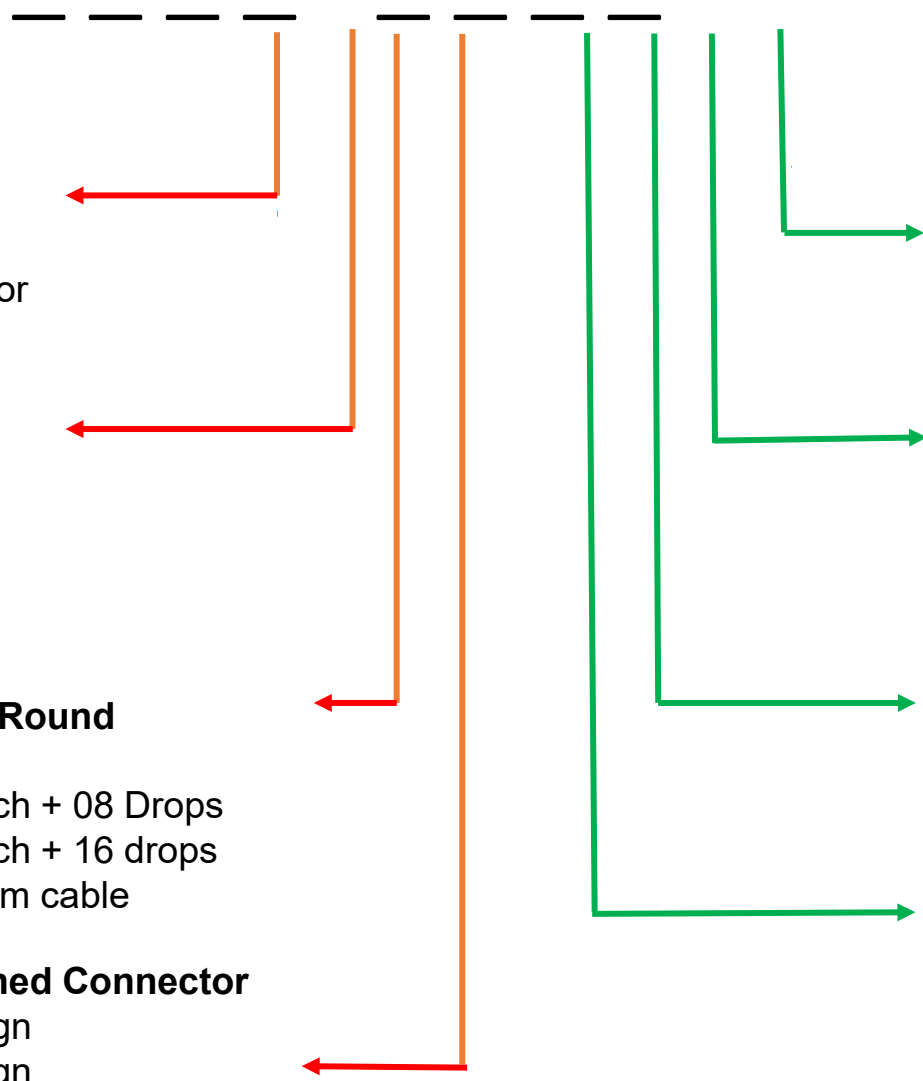 or
Round
ch + 08 Drops
ch + 16 drops
m cable
ned Connector
gn
gn